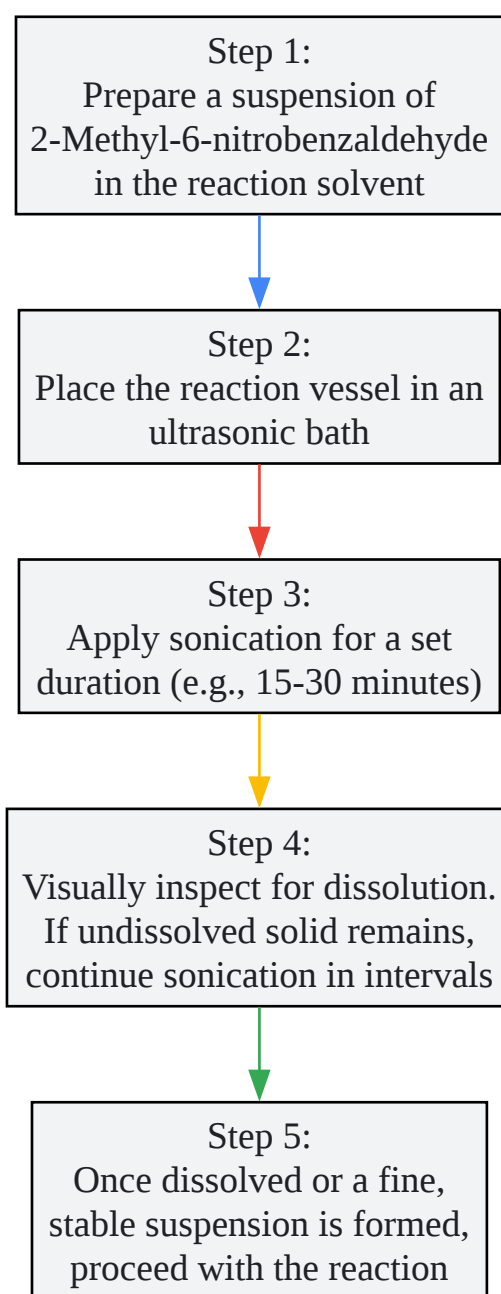 Step 1:
Prepare a suspension of
2-Methyl-6-nitrobenzaldehyde
in the reaction solvent
Step 2:
Place the reaction vessel in an
ultrasonic bath
Step 3:
Apply sonication for a set
duration (e.g., 15-30 minutes)
Step 4:
Visually inspect for dissolution.
If undissolved solid remains,
continue sonication in intervals
Step 5:
Once dissolved or a fine,
stable suspension is formed,
proceed with the reaction